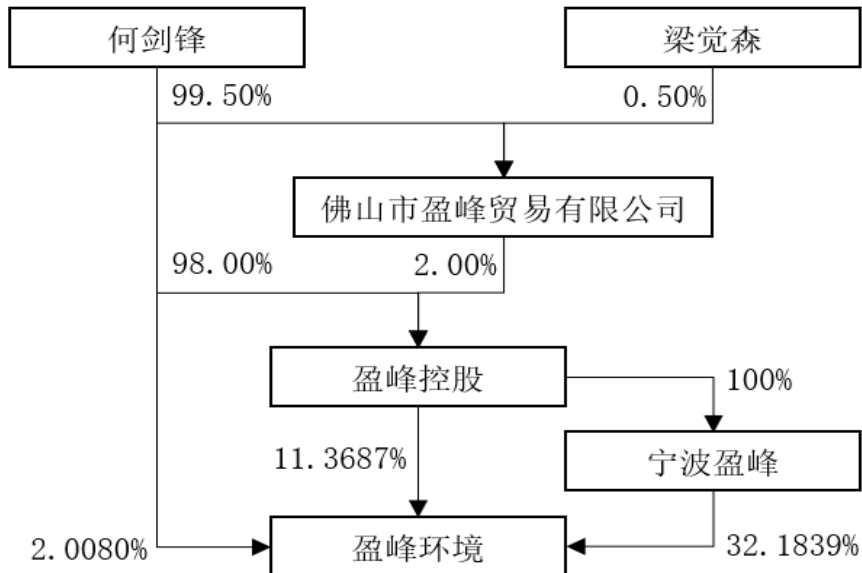 何剑锋
梁觉森
99.50%
0.50%
佛山市盈峰贸易有限公司
98.00%
2.00%
盈峰控股
100%
11.3687%
宁波盈峰
2.0080%
盈峰环境
32.1839%